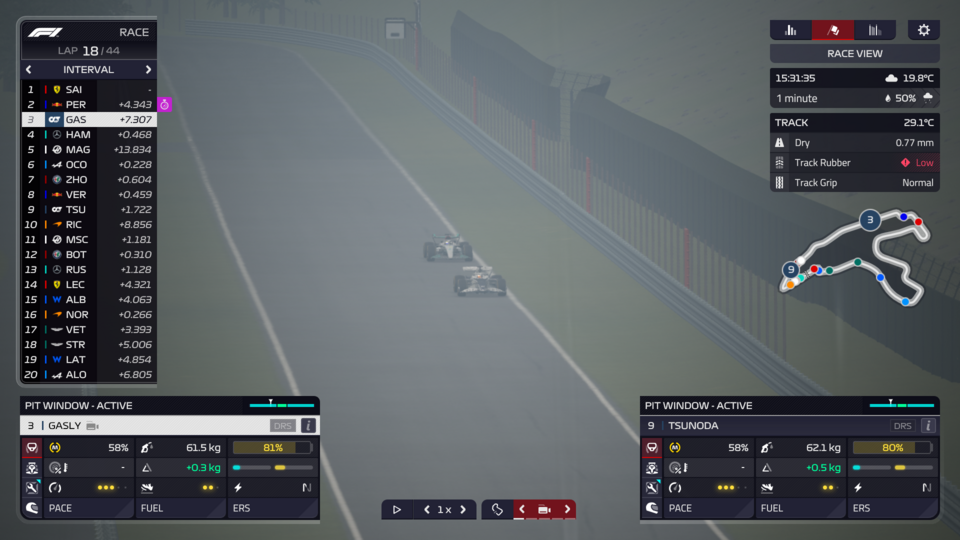 F1 RACE
LAP 18/44
INTERVAL
1 SAI -
2 PER +4.343
3 GAS +7.307
4 HAM +0.468
5 MAG +13.834
6 OCO +0.228
7 ZHO +0.604
8 VER +0.459
9 TSU +1.722
10 RIC +8.856
11 MSC +1.181
12 BOT +0.310
13 RUS +1.128
14 LEC +4.321
15 ALB +4.063
16 NOR +0.266
17 VET +3.393
18 STR +5.006
19 LAT +4.854
20 ALO +6.805
RACE VIEW
15:31:35 19.8°C
1 minute 50%
TRACK 29.1°C
Dry 0.77 mm
Track Rubber Low
Track Grip Normal
3
9
PIT WINDOW - ACTIVE
3 GASLY DRS i
M 58% 61.5 kg 81%
- +0.3 kg
N
PACE FUEL ERS
1x
PIT WINDOW - ACTIVE
9 TSUNODA DRS i
M 58% 62.1 kg 80%
- +0.5 kg
N
PACE FUEL ERS